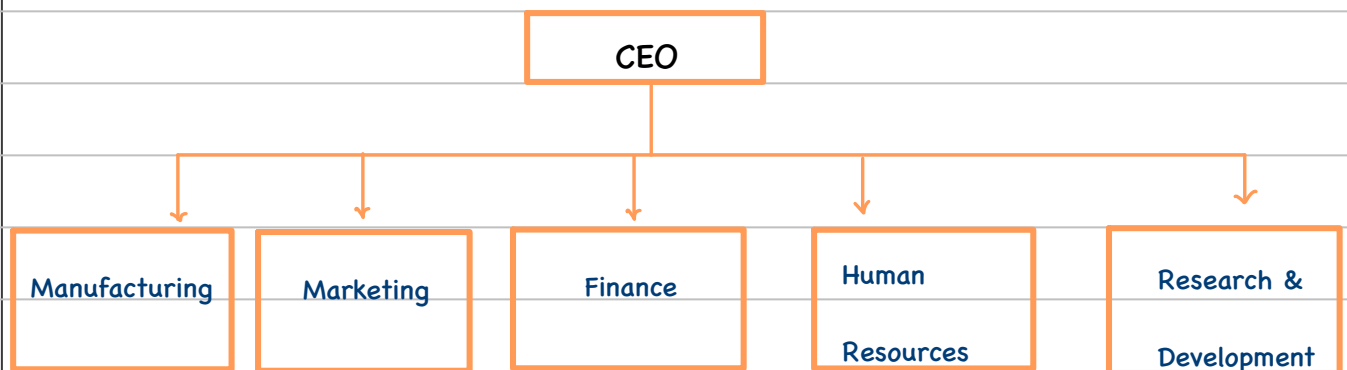 CEO
Manufacturing
Marketing
Finance
Human
Resources
Research &
Development